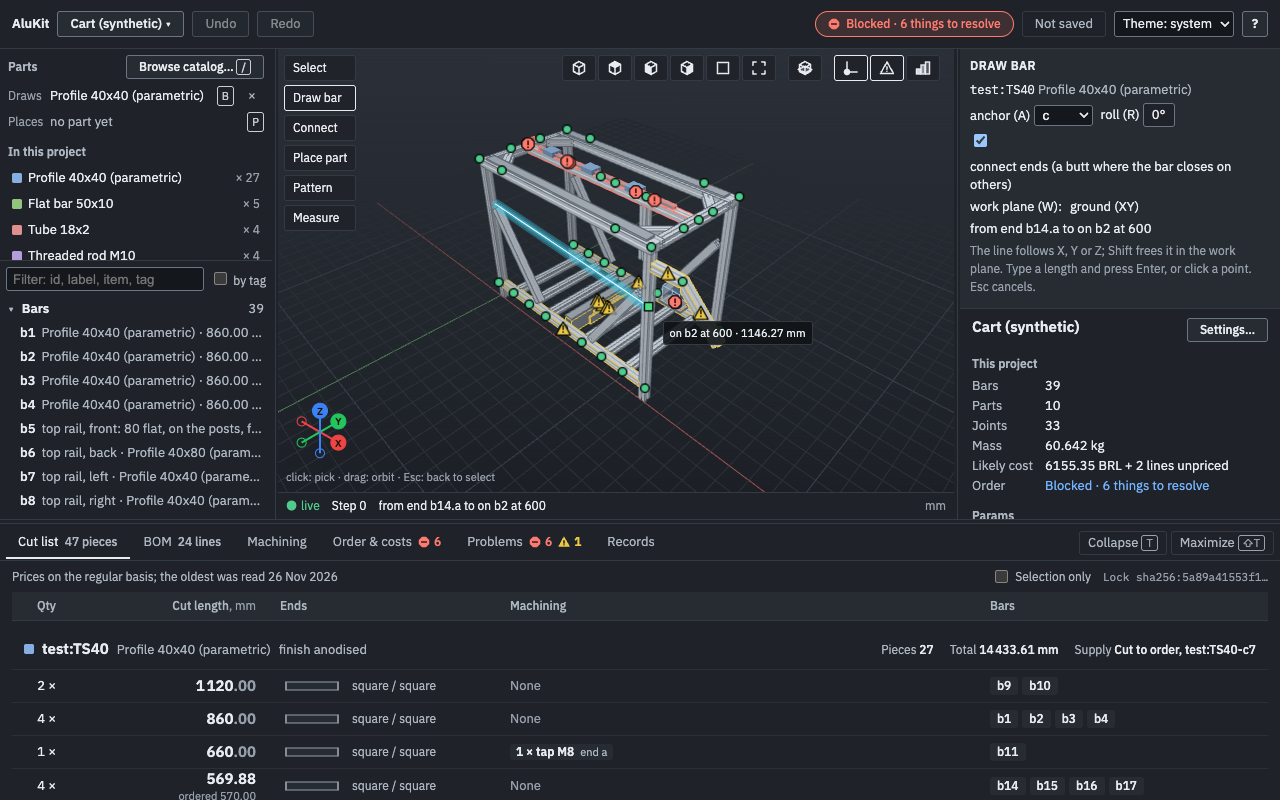 AluKit Cart (synthetic) ▾ Undo Redo Blocked · 6 things to resolve Not saved Theme: system ?
Parts Browse catalog... /
Draws Profile 40x40 (parametric) B ×
Places no part yet P
In this project
Profile 40x40 (parametric) × 27
Flat bar 50x10 × 5
Tube 18x2 × 4
Threaded rod M10 × 4
Filter: id, label, item, tag by tag
Bars 39
b1 Profile 40x40 (parametric) · 860.00 ...
b2 Profile 40x40 (parametric) · 860.00 ...
b3 Profile 40x40 (parametric) · 860.00 ...
b4 Profile 40x40 (parametric) · 860.00 ...
b5 top rail, front: 80 flat, on the posts, f...
b6 top rail, back · Profile 40x80 (param...
b7 top rail, left · Profile 40x40 (parame...
b8 top rail, right · Profile 40x40 (param...
Select
Draw bar
Connect
Place part
Pattern
Measure
on b2 at 600 · 1146.27 mm
Z
Y
X
click: pick · drag: orbit · Esc: back to select
live Step 0 from end b14.a to on b2 at 600 mm
DRAW BAR
test:TS40 Profile 40x40 (parametric)
anchor (A) c roll (R) 0°
connect ends (a butt where the bar closes on
others)
work plane (W): ground (XY)
from end b14.a to on b2 at 600
The line follows X, Y or Z; Shift frees it in the work
plane. Type a length and press Enter, or click a point.
Esc cancels.
Cart (synthetic) Settings...
This project
Bars 39
Parts 10
Joints 33
Mass 60.642 kg
Likely cost 6155.35 BRL + 2 lines unpriced
Order Blocked · 6 things to resolve
Params
Cut list 47 pieces BOM 24 lines Machining Order & costs 6 Problems 6 1 Records Collapse T Maximize ⇧T
Prices on the regular basis; the oldest was read 26 Nov 2026 Selection only Lock sha256:5a89a41553f1…
Qty Cut length, mm Ends Machining Bars
test:TS40 Profile 40x40 (parametric) finish anodised Pieces 27 Total 14 433.61 mm Supply Cut to order, test:TS40-c7
2 × 1 120.00 square / square None b9 b10
4 × 860.00 square / square None b1 b2 b3 b4
1 × 660.00 square / square 1 × tap M8 end a b11
4 × 569.88 square / square None b14 b15 b16 b17
ordered 570.00